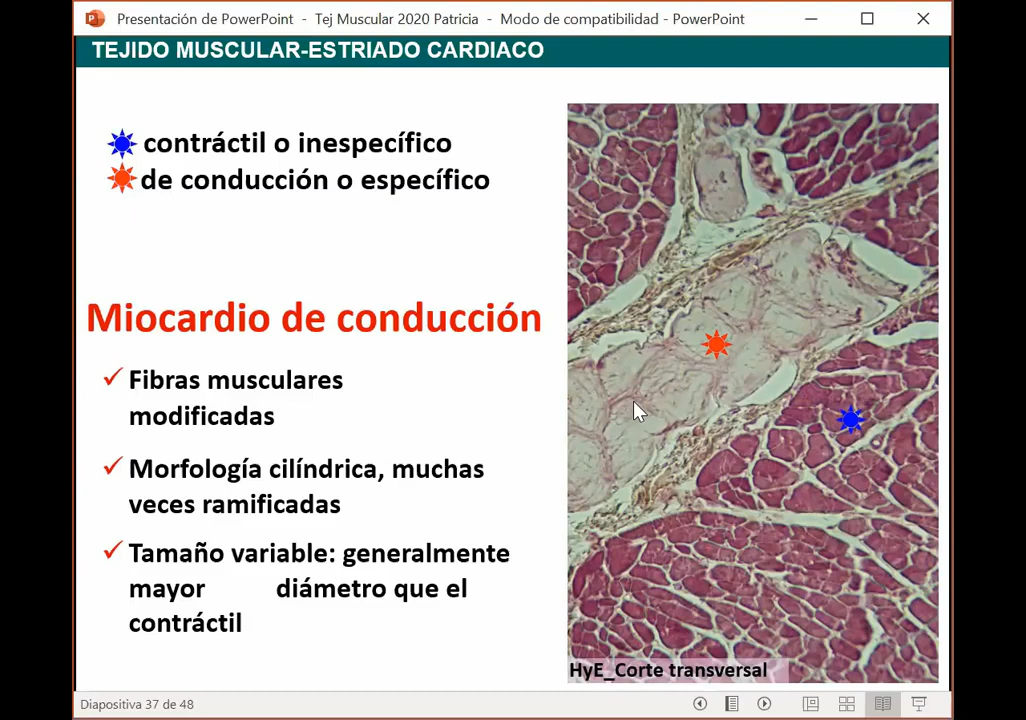 Presentación de PowerPoint - Tej Muscular 2020 Patricia - Modo de compatibilidad - PowerPoint
TEJIDO MUSCULAR-ESTRIADO CARDIACO
contráctil o inespecífico
de conducción o específico
Miocardio de conducción
Fibras musculares
modificadas
Morfología cilíndrica, muchas
veces ramificadas
Tamaño variable: generalmente
mayor diámetro que el
contráctil
HyE_Corte transversal
Diapositiva 37 de 48